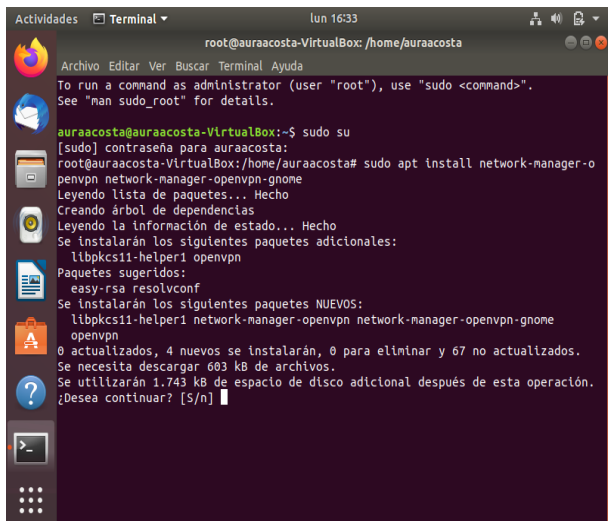 Actividades Terminal lun 16:33
root@auraacosta-VirtualBox: /home/auraacosta
Archivo Editar Ver Buscar Terminal Ayuda
To run a command as administrator (user "root"), use "sudo <command>".
See "man sudo_root" for details.
auraacosta@auraacosta-VirtualBox:~$ sudo su
[sudo] contraseña para auraacosta:
root@auraacosta-VirtualBox:/home/auraacosta# sudo apt install network-manager-o
penvpn network-manager-openvpn-gnome
Leyendo lista de paquetes... Hecho
Creando árbol de dependencias
Leyendo la información de estado... Hecho
Se instalarán los siguientes paquetes adicionales:
libpkcs11-helper1 openvpn
Paquetes sugeridos:
easy-rsa resolvconf
Se instalarán los siguientes paquetes NUEVOS:
libpkcs11-helper1 network-manager-openvpn network-manager-openvpn-gnome
openvpn
0 actualizados, 4 nuevos se instalarán, 0 para eliminar y 67 no actualizados.
Se necesita descargar 603 kB de archivos.
Se utilizarán 1.743 kB de espacio de disco adicional después de esta operación.
¿Desea continuar? [S/n]